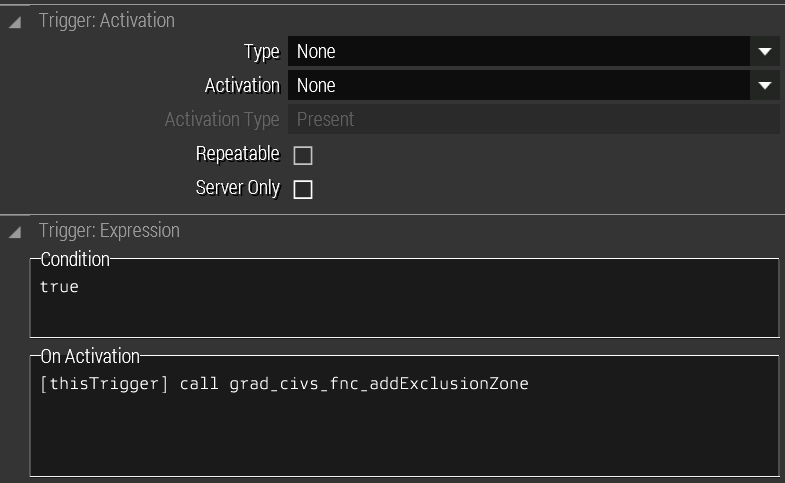 Trigger: Activation
Type None
Activation None
Activation Type Present
Repeatable
Server Only
Trigger: Expression
Condition
true
On Activation
[thisTrigger] call grad_civs_fnc_addExclusionZone